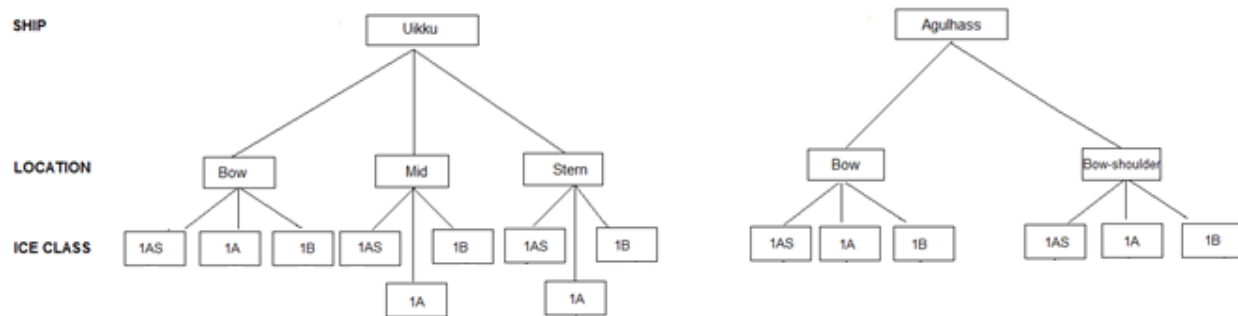 SHIP
Uikku
Agulhass
LOCATION
Bow
Mid
Stern
Bow
Bow-shoulder
ICE CLASS
1AS
1A
1B
1AS
1B
1AS
1B
1AS
1A
1B
1AS
1A
1B
1A
1A